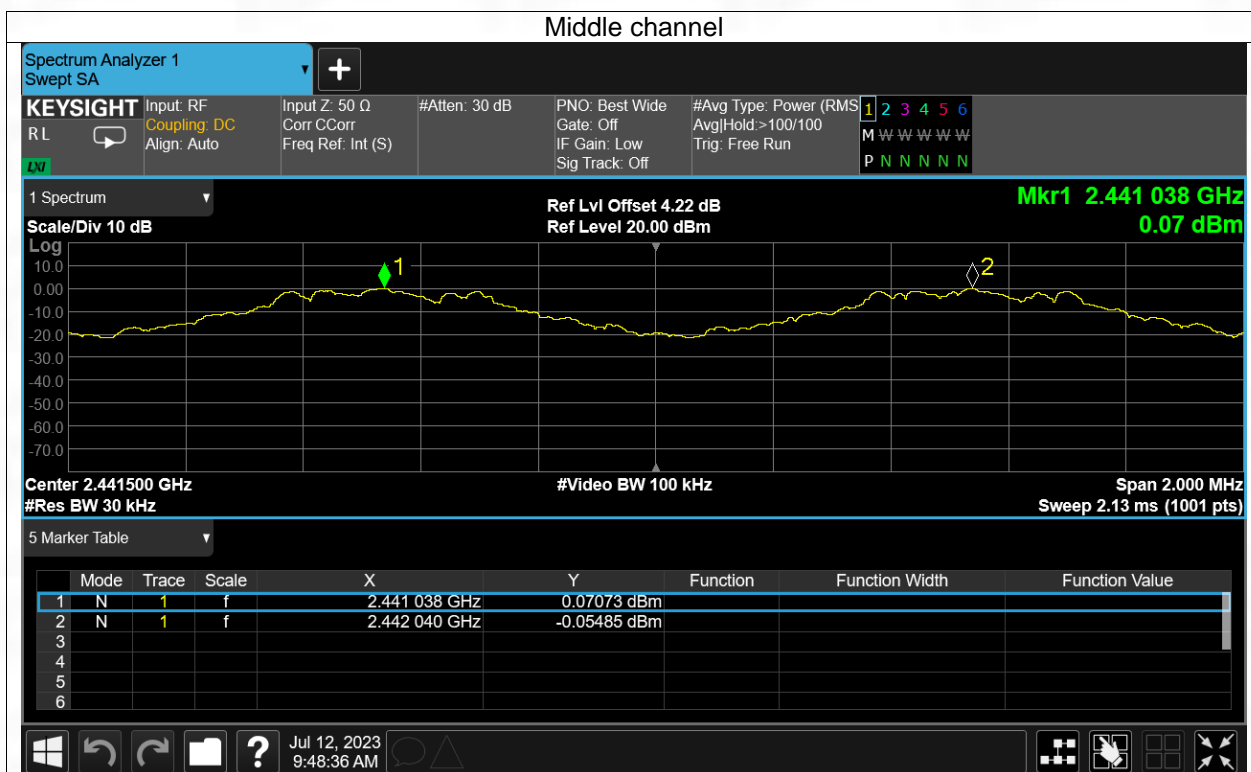 Middle channel
Spectrum Analyzer 1
Swept SA
+
KEYSIGHT Input: RF Input Z: 50 Ω #Atten: 30 dB PNO: Best Wide #Avg Type: Power (RMS 1 2 3 4 5 6
R L Coupling: DC Corr CCorr Gate: Off Avg|Hold:>100/100 M W W W W W
Align: Auto Freq Ref: Int (S) IF Gain: Low Trig: Free Run
LXI Sig Track: Off P N N N N N
1 Spectrum Ref Lvl Offset 4.22 dB Mkr1 2.441 038 GHz
Scale/Div 10 dB Ref Level 20.00 dBm 0.07 dBm
Log
10.0 1 2
0.00
-10.0
-20.0
-30.0
-40.0
-50.0
-60.0
-70.0
Center 2.441500 GHz #Video BW 100 kHz Span 2.000 MHz
#Res BW 30 kHz Sweep 2.13 ms (1001 pts)
5 Marker Table
Mode Trace Scale X Y Function Function Width Function Value
1 N 1 f 2.441 038 GHz 0.07073 dBm
2 N 1 f 2.442 040 GHz -0.05485 dBm
3
4
5
6
? Jul 12, 2023
9:48:36 AM